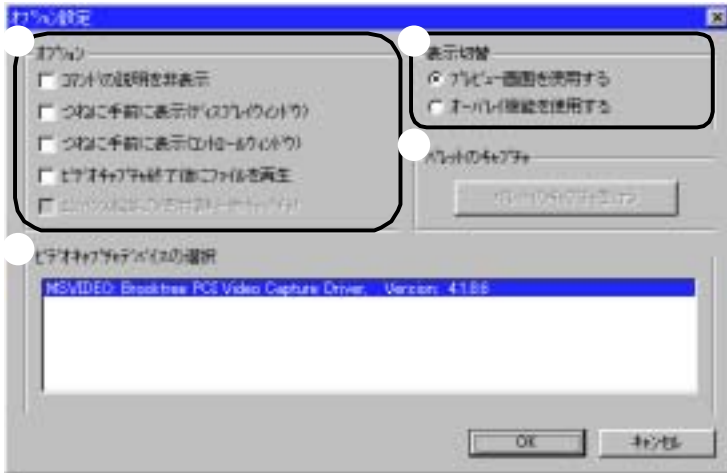 オプション設定
オプション
コマンドの説明を非表示
つねに手前に表示(ディスプレイウィンドウ)
つねに手前に表示(コントロールウィンドウ)
ビデオキャプチャ終了後にファイルを再生
表示切替
プレビュー画面を使用する
オーバレイ機能を使用する
パレットのキャプチャ
ビデオキャプチャデバイスの選択
MSVIDEO: Brooktree PCI Video Capture Driver, Version: 4.1.8.6
OK
キャンセル